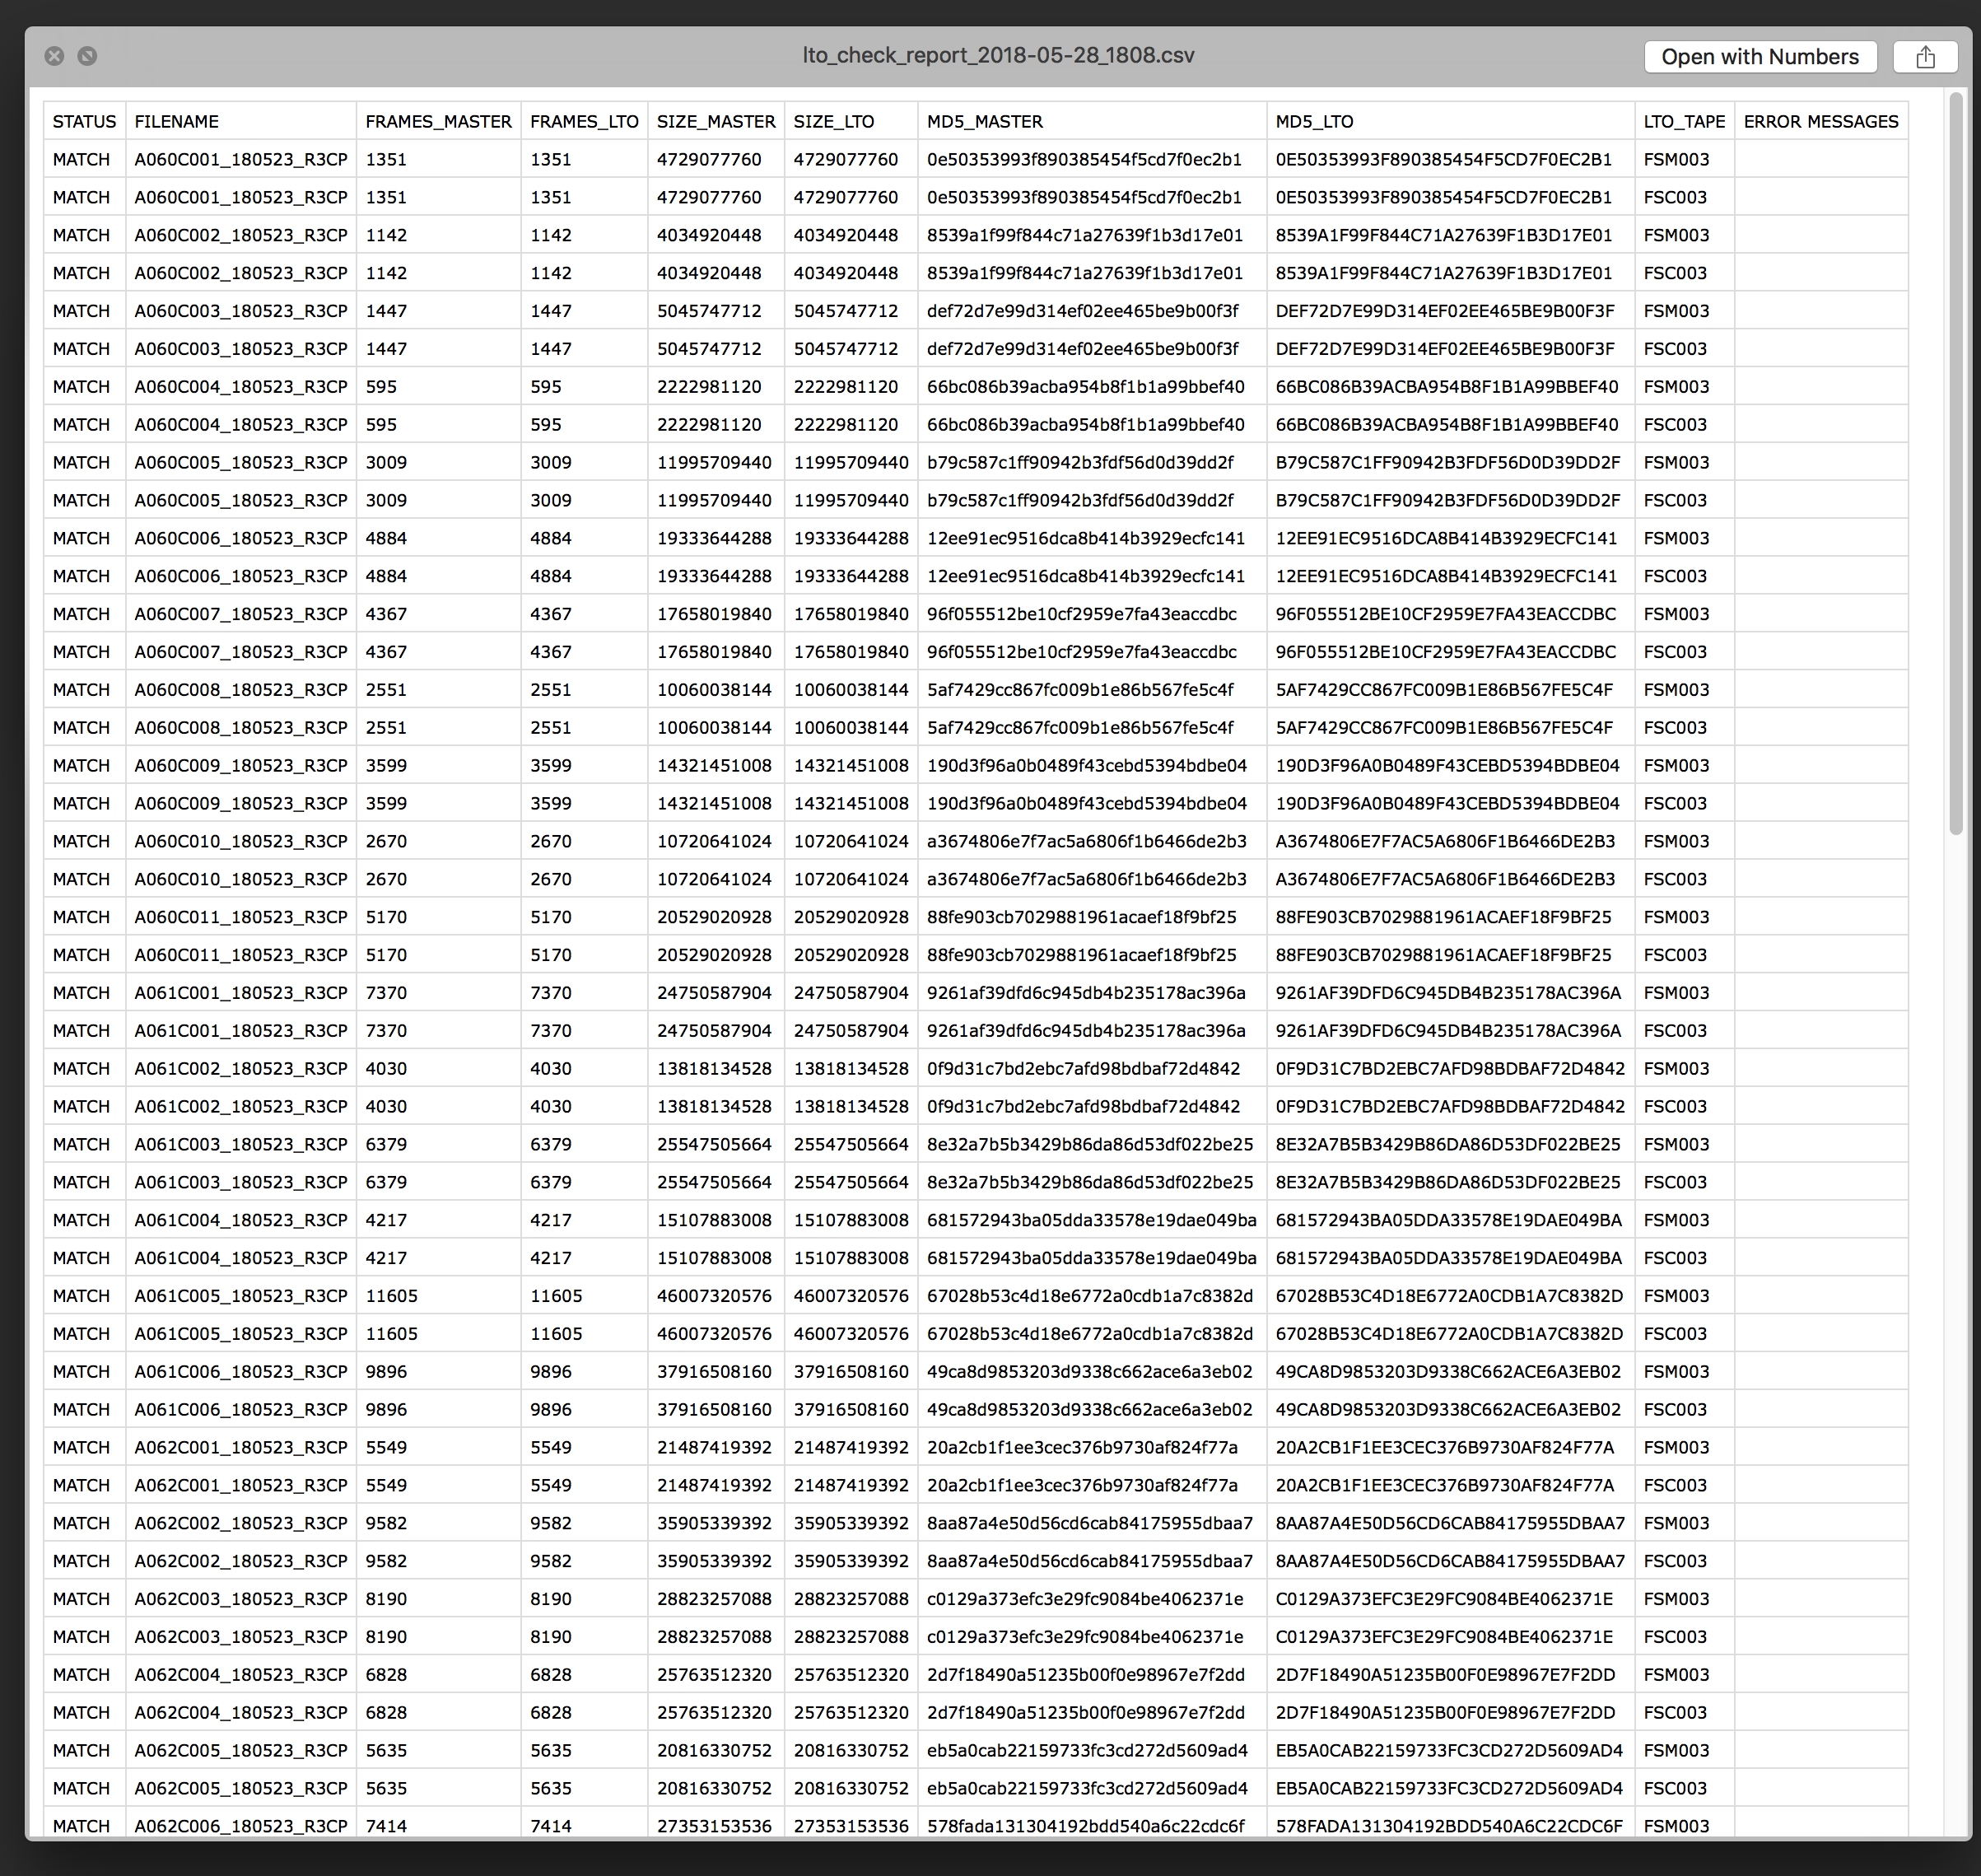 lto_check_report_2018-05-28_1808.csv
Open with Numbers
STATUS FILENAME FRAMES_MASTER FRAMES_LTO SIZE_MASTER SIZE_LTO MD5_MASTER MD5_LTO LTO_TAPE ERROR MESSAGES
MATCH A060C001_180523_R3CP 1351 1351 4729077760 4729077760 0e50353993f890385454f5cd7f0ec2b1 0E50353993F890385454F5CD7F0EC2B1 FSM003
MATCH A060C001_180523_R3CP 1351 1351 4729077760 4729077760 0e50353993f890385454f5cd7f0ec2b1 0E50353993F890385454F5CD7F0EC2B1 FSC003
MATCH A060C002_180523_R3CP 1142 1142 4034920448 4034920448 8539a1f99f844c71a27639f1b3d17e01 8539A1F99F844C71A27639F1B3D17E01 FSM003
MATCH A060C002_180523_R3CP 1142 1142 4034920448 4034920448 8539a1f99f844c71a27639f1b3d17e01 8539A1F99F844C71A27639F1B3D17E01 FSC003
MATCH A060C003_180523_R3CP 1447 1447 5045747712 5045747712 def72d7e99d314ef02ee465be9b00f3f DEF72D7E99D314EF02EE465BE9B00F3F FSM003
MATCH A060C003_180523_R3CP 1447 1447 5045747712 5045747712 def72d7e99d314ef02ee465be9b00f3f DEF72D7E99D314EF02EE465BE9B00F3F FSC003
MATCH A060C004_180523_R3CP 595 595 2222981120 2222981120 66bc086b39acba954b8f1b1a99bbef40 66BC086B39ACBA954B8F1B1A99BBEF40 FSM003
MATCH A060C004_180523_R3CP 595 595 2222981120 2222981120 66bc086b39acba954b8f1b1a99bbef40 66BC086B39ACBA954B8F1B1A99BBEF40 FSC003
MATCH A060C005_180523_R3CP 3009 3009 11995709440 11995709440 b79c587c1ff90942b3fdf56d0d39dd2f B79C587C1FF90942B3FDF56D0D39DD2F FSM003
MATCH A060C005_180523_R3CP 3009 3009 11995709440 11995709440 b79c587c1ff90942b3fdf56d0d39dd2f B79C587C1FF90942B3FDF56D0D39DD2F FSC003
MATCH A060C006_180523_R3CP 4884 4884 19333644288 19333644288 12ee91ec9516dca8b414b3929ecfc141 12EE91EC9516DCA8B414B3929ECFC141 FSM003
MATCH A060C006_180523_R3CP 4884 4884 19333644288 19333644288 12ee91ec9516dca8b414b3929ecfc141 12EE91EC9516DCA8B414B3929ECFC141 FSC003
MATCH A060C007_180523_R3CP 4367 4367 17658019840 17658019840 96f055512be10cf2959e7fa43eaccdbc 96F055512BE10CF2959E7FA43EACCDBC FSM003
MATCH A060C007_180523_R3CP 4367 4367 17658019840 17658019840 96f055512be10cf2959e7fa43eaccdbc 96F055512BE10CF2959E7FA43EACCDBC FSC003
MATCH A060C008_180523_R3CP 2551 2551 10060038144 10060038144 5af7429cc867fc009b1e86b567fe5c4f 5AF7429CC867FC009B1E86B567FE5C4F FSM003
MATCH A060C008_180523_R3CP 2551 2551 10060038144 10060038144 5af7429cc867fc009b1e86b567fe5c4f 5AF7429CC867FC009B1E86B567FE5C4F FSC003
MATCH A060C009_180523_R3CP 3599 3599 14321451008 14321451008 190d3f96a0b0489f43cebd5394bdbe04 190D3F96A0B0489F43CEBD5394BDBE04 FSM003
MATCH A060C009_180523_R3CP 3599 3599 14321451008 14321451008 190d3f96a0b0489f43cebd5394bdbe04 190D3F96A0B0489F43CEBD5394BDBE04 FSC003
MATCH A060C010_180523_R3CP 2670 2670 10720641024 10720641024 a3674806e7f7ac5a6806f1b6466de2b3 A3674806E7F7AC5A6806F1B6466DE2B3 FSM003
MATCH A060C010_180523_R3CP 2670 2670 10720641024 10720641024 a3674806e7f7ac5a6806f1b6466de2b3 A3674806E7F7AC5A6806F1B6466DE2B3 FSC003
MATCH A060C011_180523_R3CP 5170 5170 20529020928 20529020928 88fe903cb7029881961acaef18f9bf25 88FE903CB7029881961ACAEF18F9BF25 FSM003
MATCH A060C011_180523_R3CP 5170 5170 20529020928 20529020928 88fe903cb7029881961acaef18f9bf25 88FE903CB7029881961ACAEF18F9BF25 FSC003
MATCH A061C001_180523_R3CP 7370 7370 24750587904 24750587904 9261af39dfd6c945db4b235178ac396a 9261AF39DFD6C945DB4B235178AC396A FSM003
MATCH A061C001_180523_R3CP 7370 7370 24750587904 24750587904 9261af39dfd6c945db4b235178ac396a 9261AF39DFD6C945DB4B235178AC396A FSC003
MATCH A061C002_180523_R3CP 4030 4030 13818134528 13818134528 0f9d31c7bd2ebc7afd98bdbaf72d4842 0F9D31C7BD2EBC7AFD98BDBAF72D4842 FSM003
MATCH A061C002_180523_R3CP 4030 4030 13818134528 13818134528 0f9d31c7bd2ebc7afd98bdbaf72d4842 0F9D31C7BD2EBC7AFD98BDBAF72D4842 FSC003
MATCH A061C003_180523_R3CP 6379 6379 25547505664 25547505664 8e32a7b5b3429b86da86d53df022be25 8E32A7B5B3429B86DA86D53DF022BE25 FSM003
MATCH A061C003_180523_R3CP 6379 6379 25547505664 25547505664 8e32a7b5b3429b86da86d53df022be25 8E32A7B5B3429B86DA86D53DF022BE25 FSC003
MATCH A061C004_180523_R3CP 4217 4217 15107883008 15107883008 681572943ba05dda33578e19dae049ba 681572943BA05DDA33578E19DAE049BA FSM003
MATCH A061C004_180523_R3CP 4217 4217 15107883008 15107883008 681572943ba05dda33578e19dae049ba 681572943BA05DDA33578E19DAE049BA FSC003
MATCH A061C005_180523_R3CP 11605 11605 46007320576 46007320576 67028b53c4d18e6772a0cdb1a7c8382d 67028B53C4D18E6772A0CDB1A7C8382D FSM003
MATCH A061C005_180523_R3CP 11605 11605 46007320576 46007320576 67028b53c4d18e6772a0cdb1a7c8382d 67028B53C4D18E6772A0CDB1A7C8382D FSC003
MATCH A061C006_180523_R3CP 9896 9896 37916508160 37916508160 49ca8d9853203d9338c662ace6a3eb02 49CA8D9853203D9338C662ACE6A3EB02 FSM003
MATCH A061C006_180523_R3CP 9896 9896 37916508160 37916508160 49ca8d9853203d9338c662ace6a3eb02 49CA8D9853203D9338C662ACE6A3EB02 FSC003
MATCH A062C001_180523_R3CP 5549 5549 21487419392 21487419392 20a2cb1f1ee3cec376b9730af824f77a 20A2CB1F1EE3CEC376B9730AF824F77A FSM003
MATCH A062C001_180523_R3CP 5549 5549 21487419392 21487419392 20a2cb1f1ee3cec376b9730af824f77a 20A2CB1F1EE3CEC376B9730AF824F77A FSC003
MATCH A062C002_180523_R3CP 9582 9582 35905339392 35905339392 8aa87a4e50d56cd6cab84175955dbaa7 8AA87A4E50D56CD6CAB84175955DBAA7 FSM003
MATCH A062C002_180523_R3CP 9582 9582 35905339392 35905339392 8aa87a4e50d56cd6cab84175955dbaa7 8AA87A4E50D56CD6CAB84175955DBAA7 FSC003
MATCH A062C003_180523_R3CP 8190 8190 28823257088 28823257088 c0129a373efc3e29fc9084be4062371e C0129A373EFC3E29FC9084BE4062371E FSM003
MATCH A062C003_180523_R3CP 8190 8190 28823257088 28823257088 c0129a373efc3e29fc9084be4062371e C0129A373EFC3E29FC9084BE4062371E FSC003
MATCH A062C004_180523_R3CP 6828 6828 25763512320 25763512320 2d7f18490a51235b00f0e98967e7f2dd 2D7F18490A51235B00F0E98967E7F2DD FSM003
MATCH A062C004_180523_R3CP 6828 6828 25763512320 25763512320 2d7f18490a51235b00f0e98967e7f2dd 2D7F18490A51235B00F0E98967E7F2DD FSC003
MATCH A062C005_180523_R3CP 5635 5635 20816330752 20816330752 eb5a0cab22159733fc3cd272d5609ad4 EB5A0CAB22159733FC3CD272D5609AD4 FSM003
MATCH A062C005_180523_R3CP 5635 5635 20816330752 20816330752 eb5a0cab22159733fc3cd272d5609ad4 EB5A0CAB22159733FC3CD272D5609AD4 FSC003
MATCH A062C006_180523_R3CP 7414 7414 27353153536 27353153536 578fada131304192bdd540a6c22cdc6f 578FADA131304192BDD540A6C22CDC6F FSM003